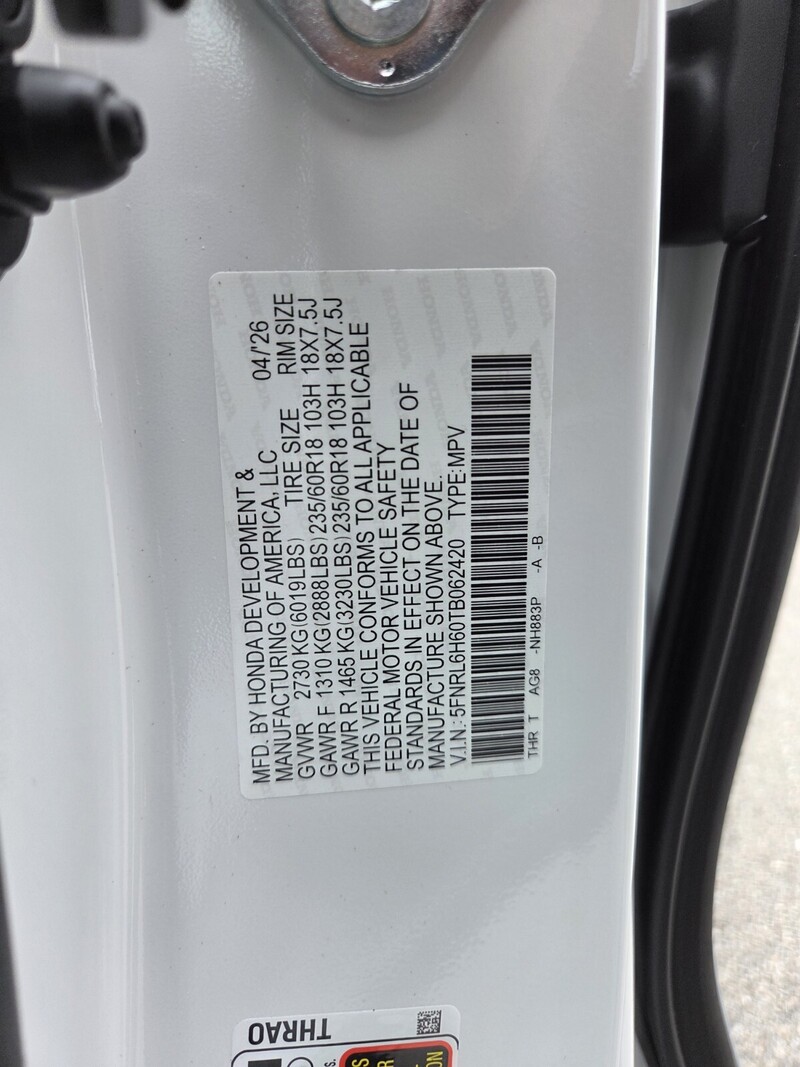 MFD. BY HONDA DEVELOPMENT &
MANUFACTURING OF AMERICA, LLC 04/'26
GVWR 2730 KG(6019LBS) TIRE SIZE RIM SIZE
GAWR F 1310 KG(2888LBS) 235/60R18 103H 18X7.5J
GAWR R 1465 KG(3230LBS) 235/60R18 103H 18X7.5J
THIS VEHICLE CONFORMS TO ALL APPLICABLE
FEDERAL MOTOR VEHICLE SAFETY
STANDARDS IN EFFECT ON THE DATE OF
MANUFACTURE SHOWN ABOVE.
V.I.N.: 5FNRL6H60TB062420 TYPE:MPV
THR T AG8 -NH883P -A -B
THRAO